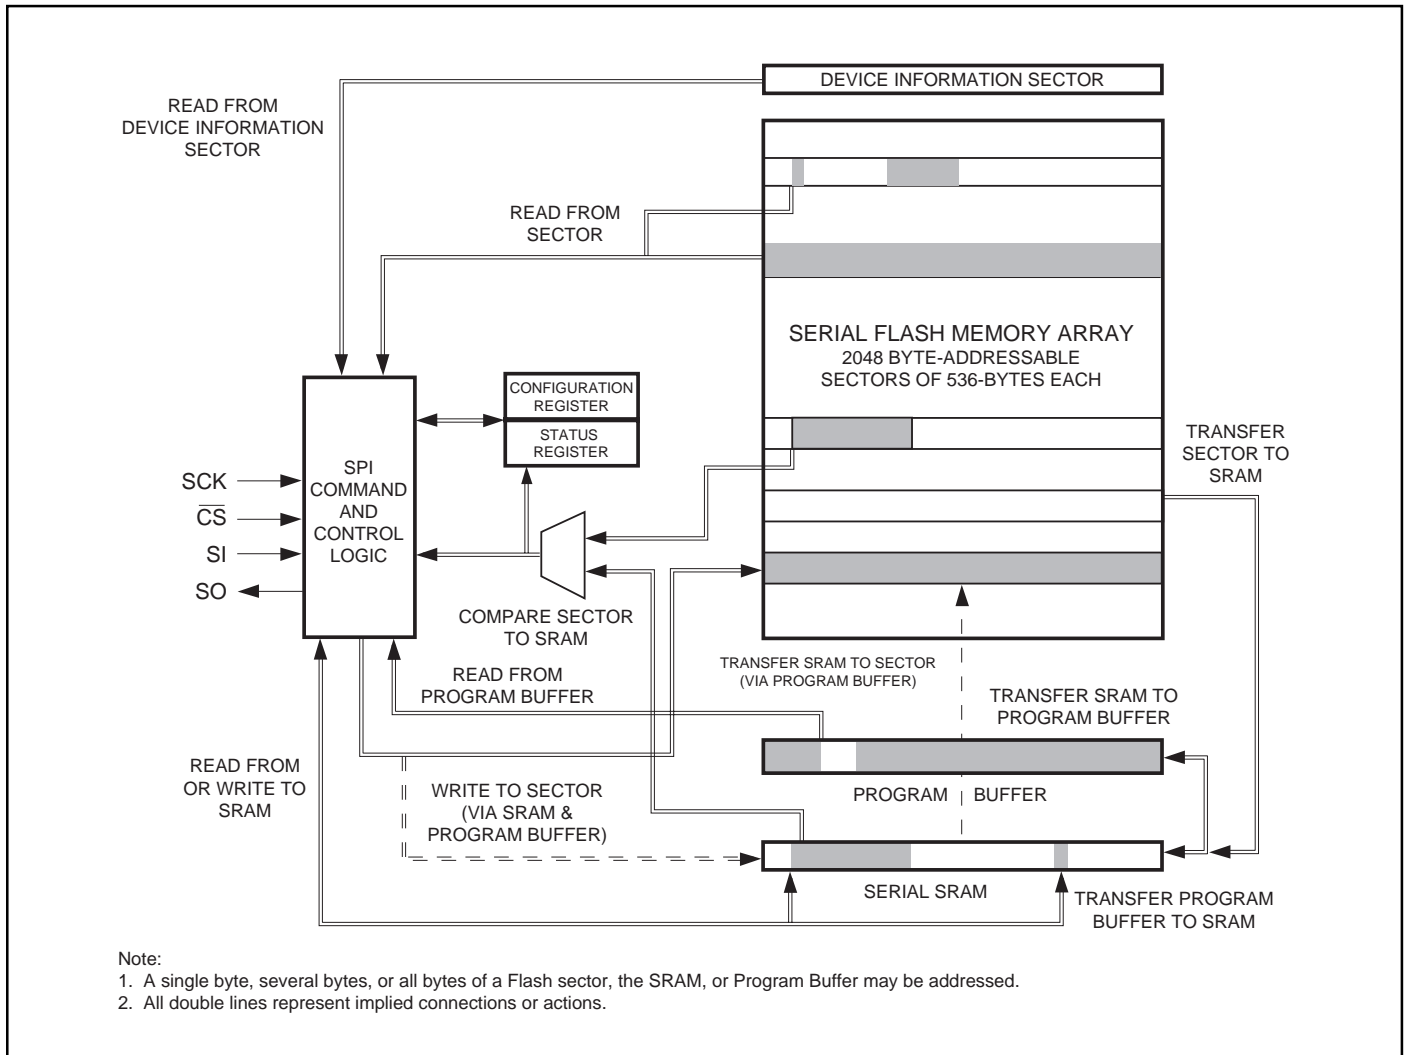 DEVICE INFORMATION SECTOR
READ FROM
DEVICE INFORMATION
SECTOR
READ FROM
SECTOR
SERIAL FLASH MEMORY ARRAY
2048 BYTE-ADDRESSABLE
SECTORS OF 536-BYTES EACH
CONFIGURATION
REGISTER
STATUS
REGISTER
TRANSFER
SECTOR TO
SRAM
SPI
COMMAND
AND
CONTROL
LOGIC
SCK
C̅S̅
SI
SO
COMPARE SECTOR
TO SRAM
READ FROM
PROGRAM BUFFER
TRANSFER SRAM TO SECTOR
(VIA PROGRAM BUFFER)
TRANSFER SRAM TO
PROGRAM BUFFER
READ FROM
OR WRITE TO
SRAM
WRITE TO SECTOR
(VIA SRAM &
PROGRAM BUFFER)
PROGRAM BUFFER
SERIAL SRAM
TRANSFER PROGRAM
BUFFER TO SRAM
Note:
1. A single byte, several bytes, or all bytes of a Flash sector, the SRAM, or Program Buffer may be addressed.
2. All double lines represent implied connections or actions.